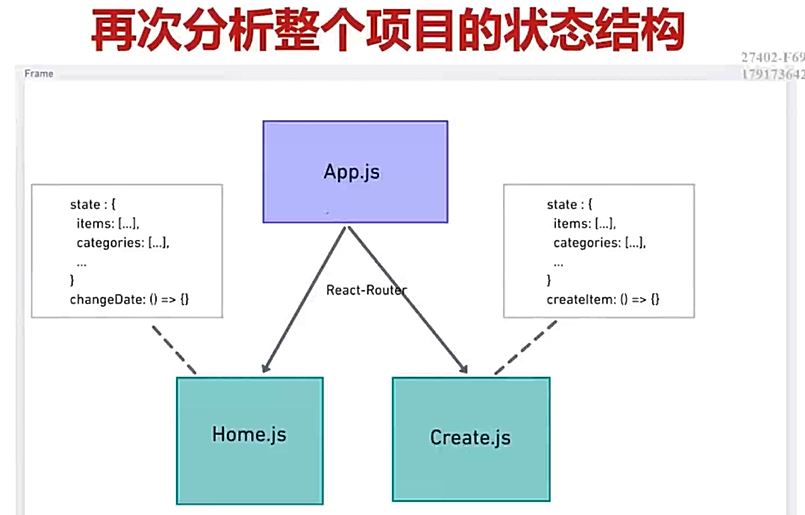 再次分析整个项目的状态结构
27402-F69
179173642
Frame
App.js
state : {
items: [...],
categories: [...],
...
}
changeDate: () => {}
state : {
items: [...],
categories: [...],
...
}
createItem: () => {}
React-Router
Home.js
Create.js